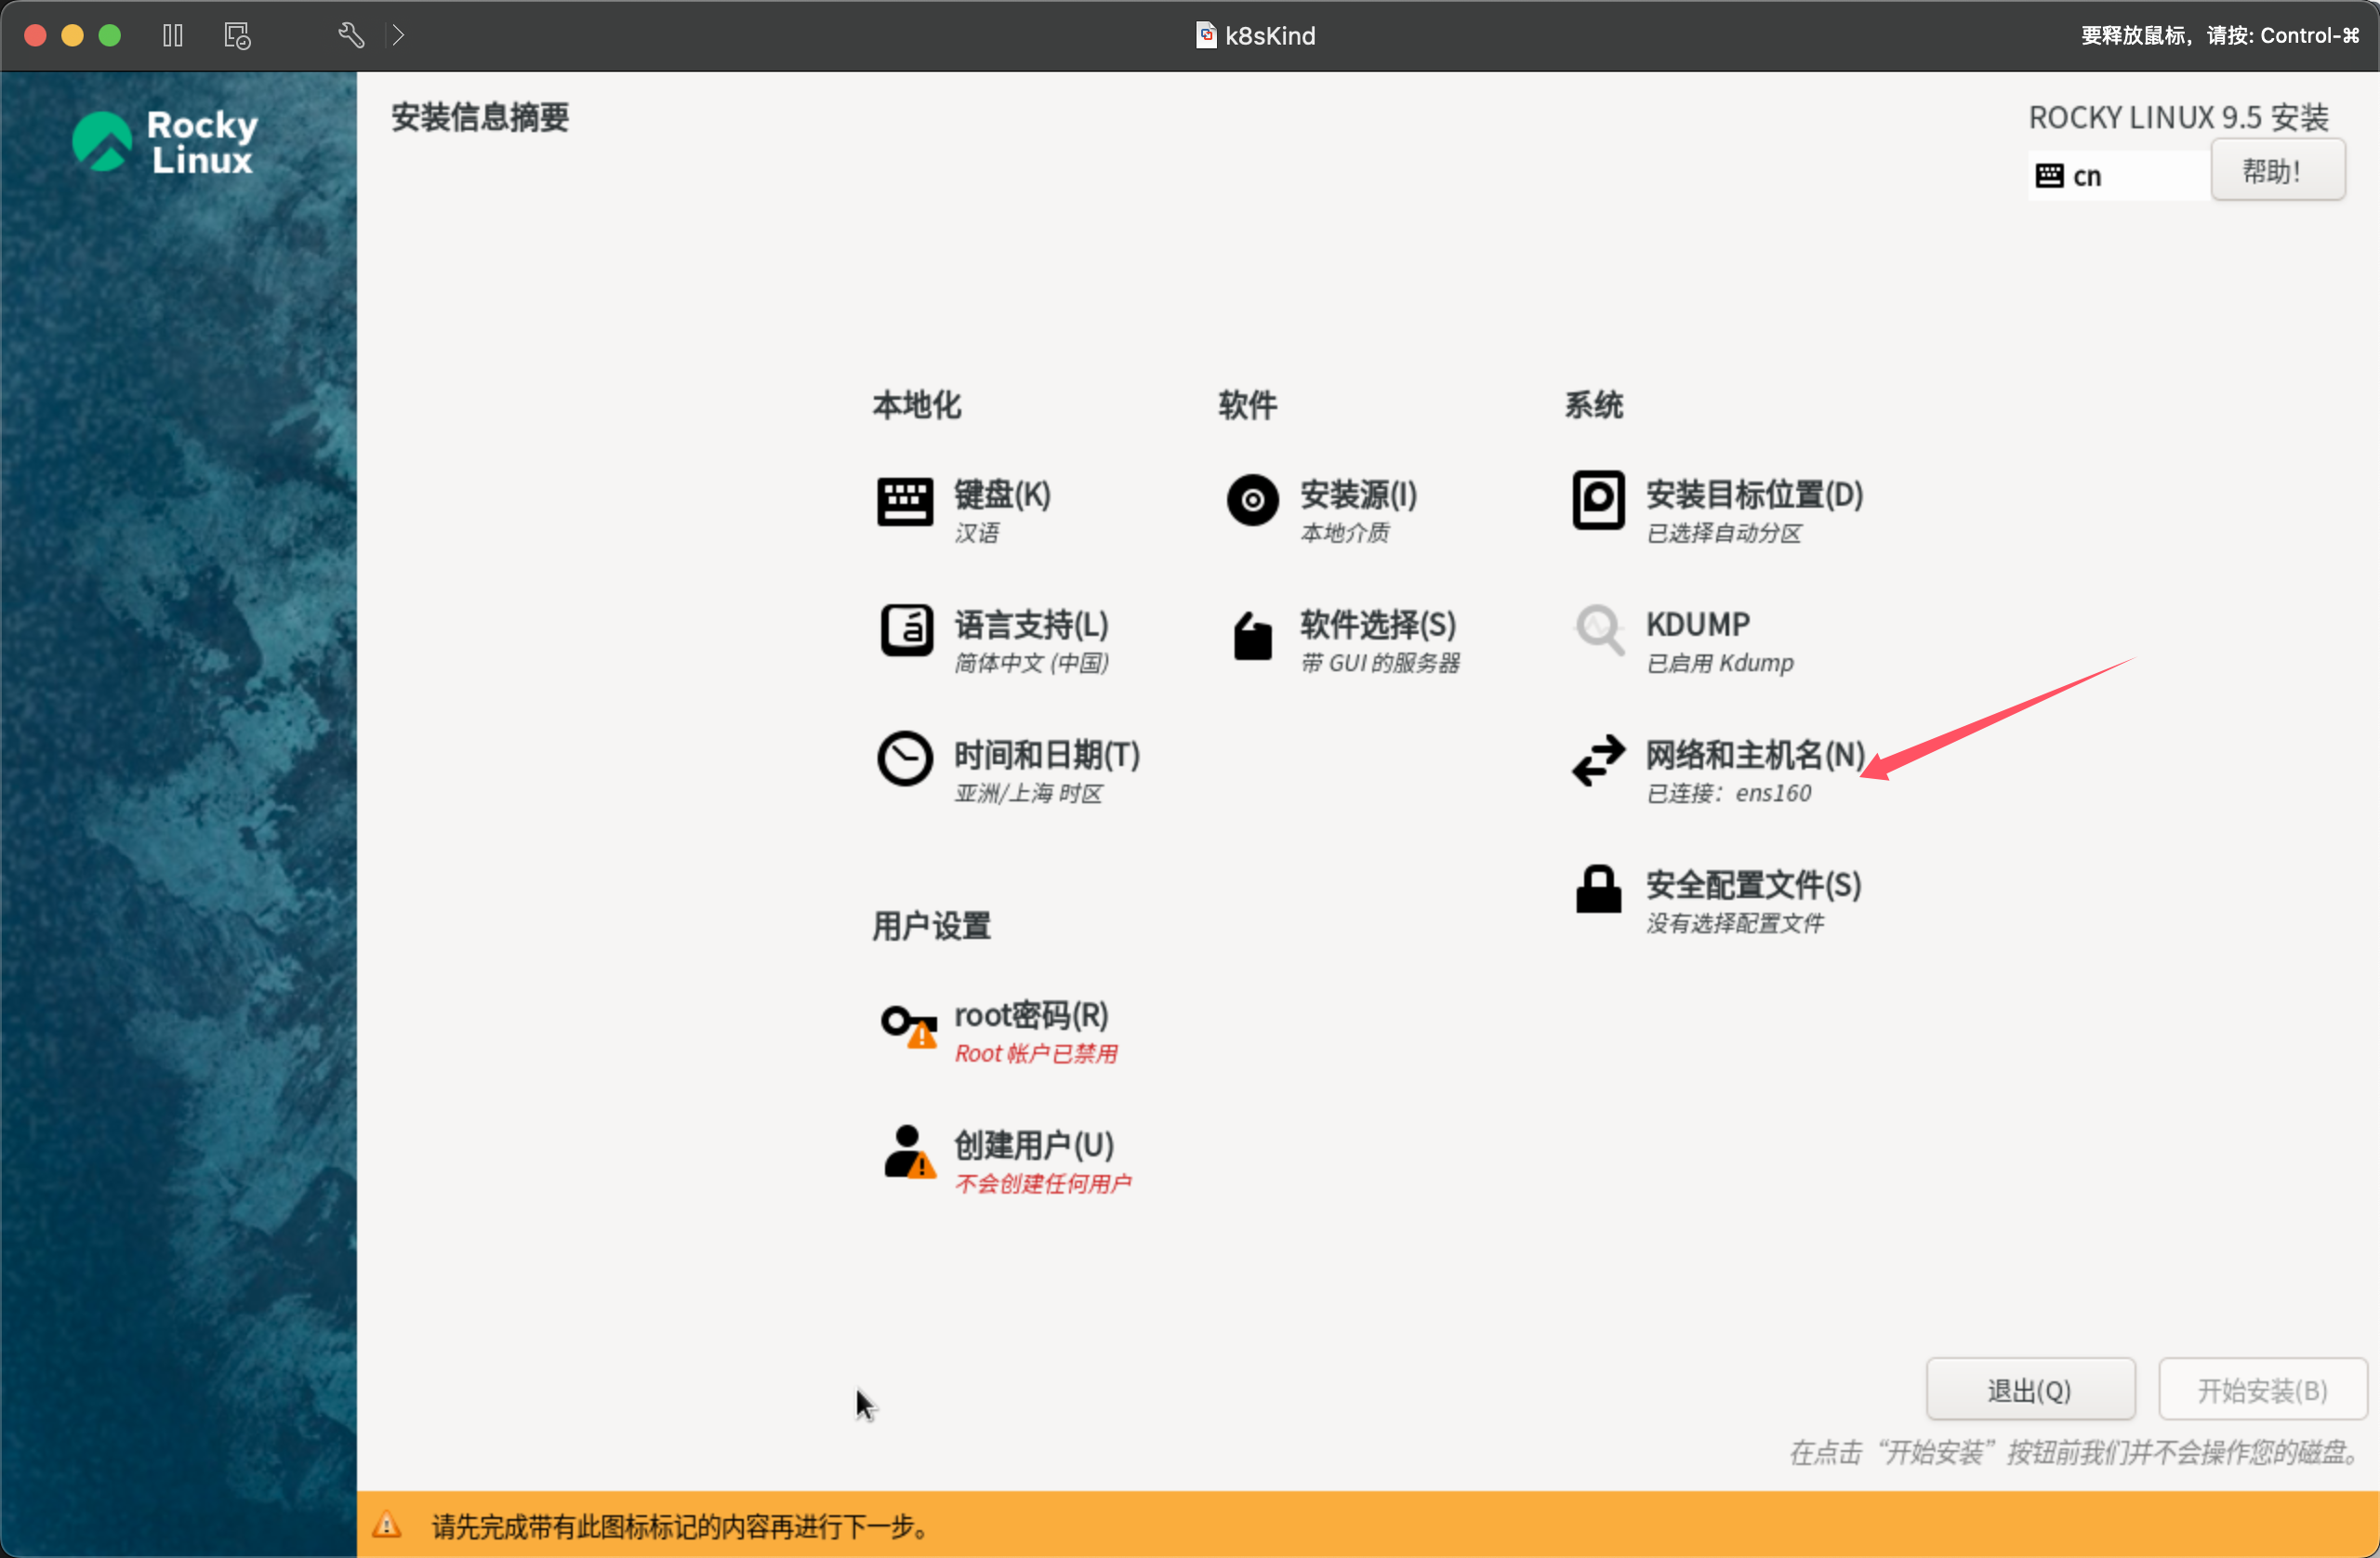 k8sKind
要释放鼠标，请按: Control-⌘
Rocky
Linux
安装信息摘要
ROCKY LINUX 9.5 安装
cn
帮助!
本地化
键盘(K)
汉语
语言支持(L)
简体中文 (中国)
时间和日期(T)
亚洲/上海 时区
软件
安装源(I)
本地介质
软件选择(S)
带 GUI 的服务器
系统
安装目标位置(D)
已选择自动分区
KDUMP
已启用 Kdump
网络和主机名(N)
已连接：ens160
安全配置文件(S)
没有选择配置文件
用户设置
root密码(R)
Root 帐户已禁用
创建用户(U)
不会创建任何用户
退出(Q)
开始安装(B)
在点击“开始安装”按钮前我们并不会操作您的磁盘。
请先完成带有此图标标记的内容再进行下一步。